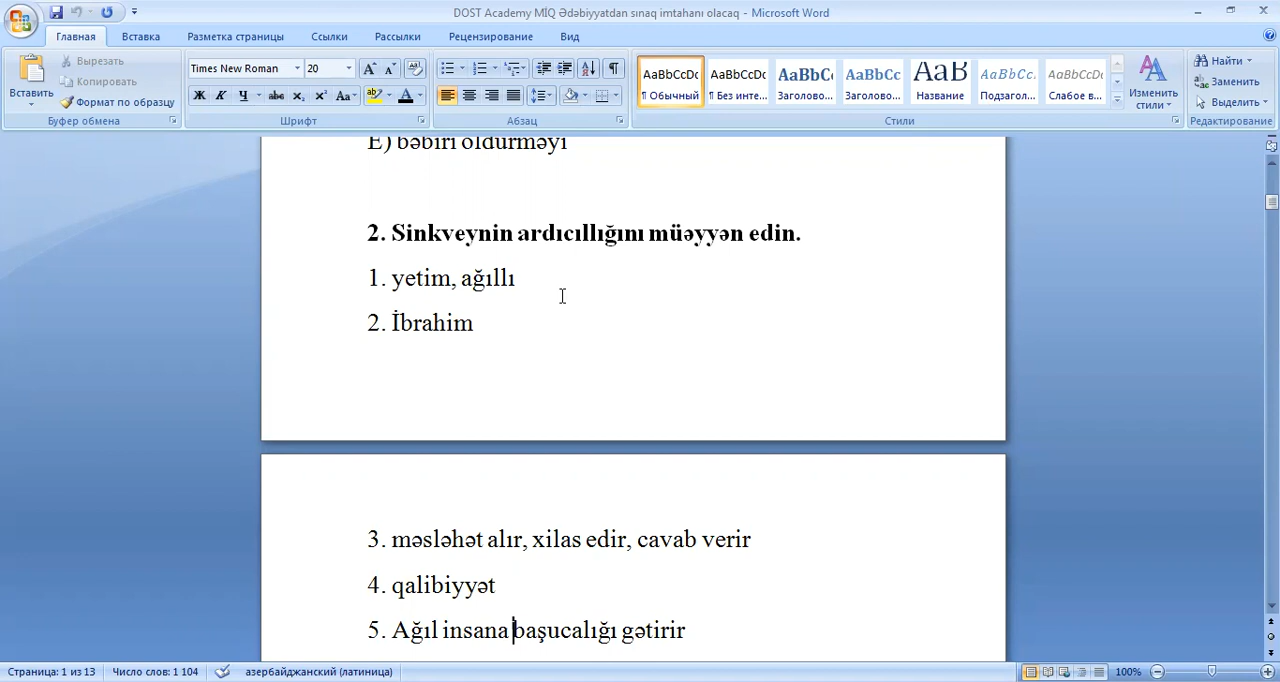 DOST Academy MİQ Ədəbiyyatdan sınaq imtahanı olacaq - Microsoft Word
Главная Вставка Разметка страницы Ссылки Рассылки Рецензирование Вид
Вставить
Вырезать
Копировать
Формат по образцу
Буфер обмена
Times New Roman 20
Ж К Ч abc x₂ x² Aa
Шрифт
Абзац
AaBbCcDc AaBbCcDc AaBbC AaBbCc AaB AaBbCc. AaBbCcDc
¶ Обычный ¶ Без инте... Заголово... Заголово... Название Подзагол... Слабое в...
Стили
Изменить стили
Найти
Заменить
Выделить
Редактирование
E) bəbiri öldürməyi
2. Sinkveynin ardıcıllığını müəyyən edin.
1. yetim, ağıllı
2. İbrahim
3. məsləhət alır, xilas edir, cavab verir
4. qalibiyyət
5. Ağıl insana başucalığı gətirir
Страница: 1 из 13 Число слов: 1 104 азербайджанский (латиница) 100%